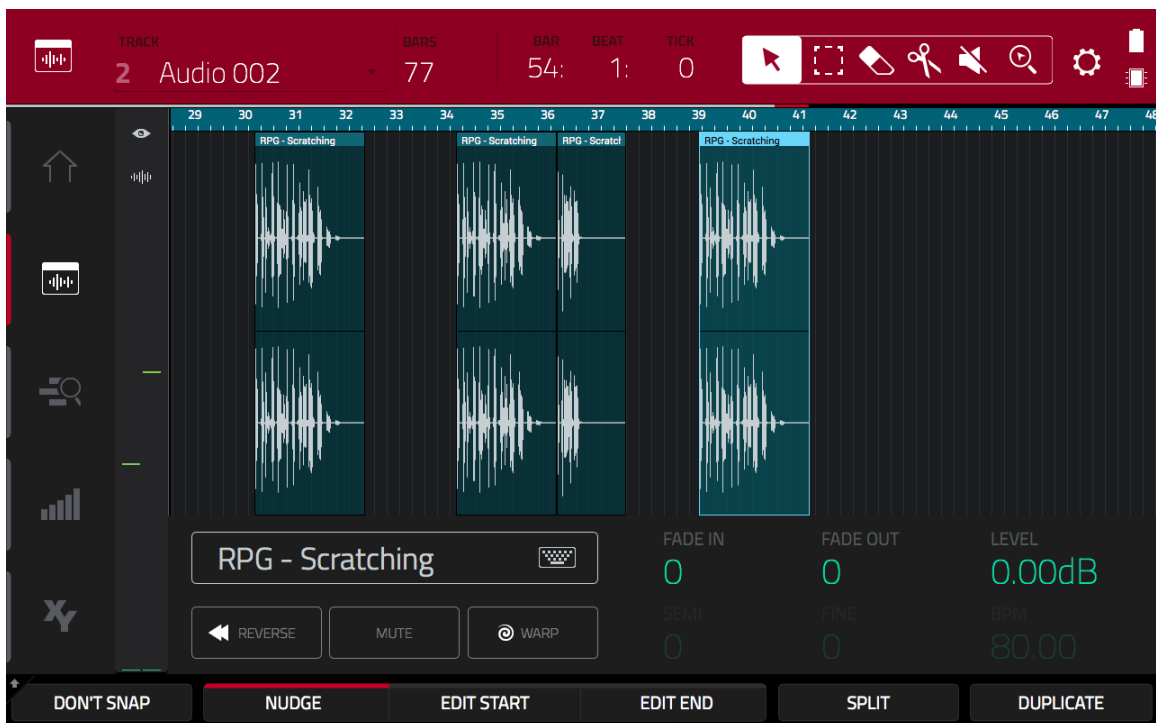 TRACK BARS BAR BEAT TICK
2 Audio 002 77 54: 1: 0
29 30 31 32 33 34 35 36 37 38 39 40 41 42 43 44 45 46 47 48
RPG - Scratching RPG - Scratching RPG - Scratch RPG - Scratching
FADE IN FADE OUT LEVEL
RPG - Scratching 0 0 0.00dB
SEMI FINE BPM
REVERSE MUTE WARP 0 0 80.00
XY
DON'T SNAP NUDGE EDIT START EDIT END SPLIT DUPLICATE